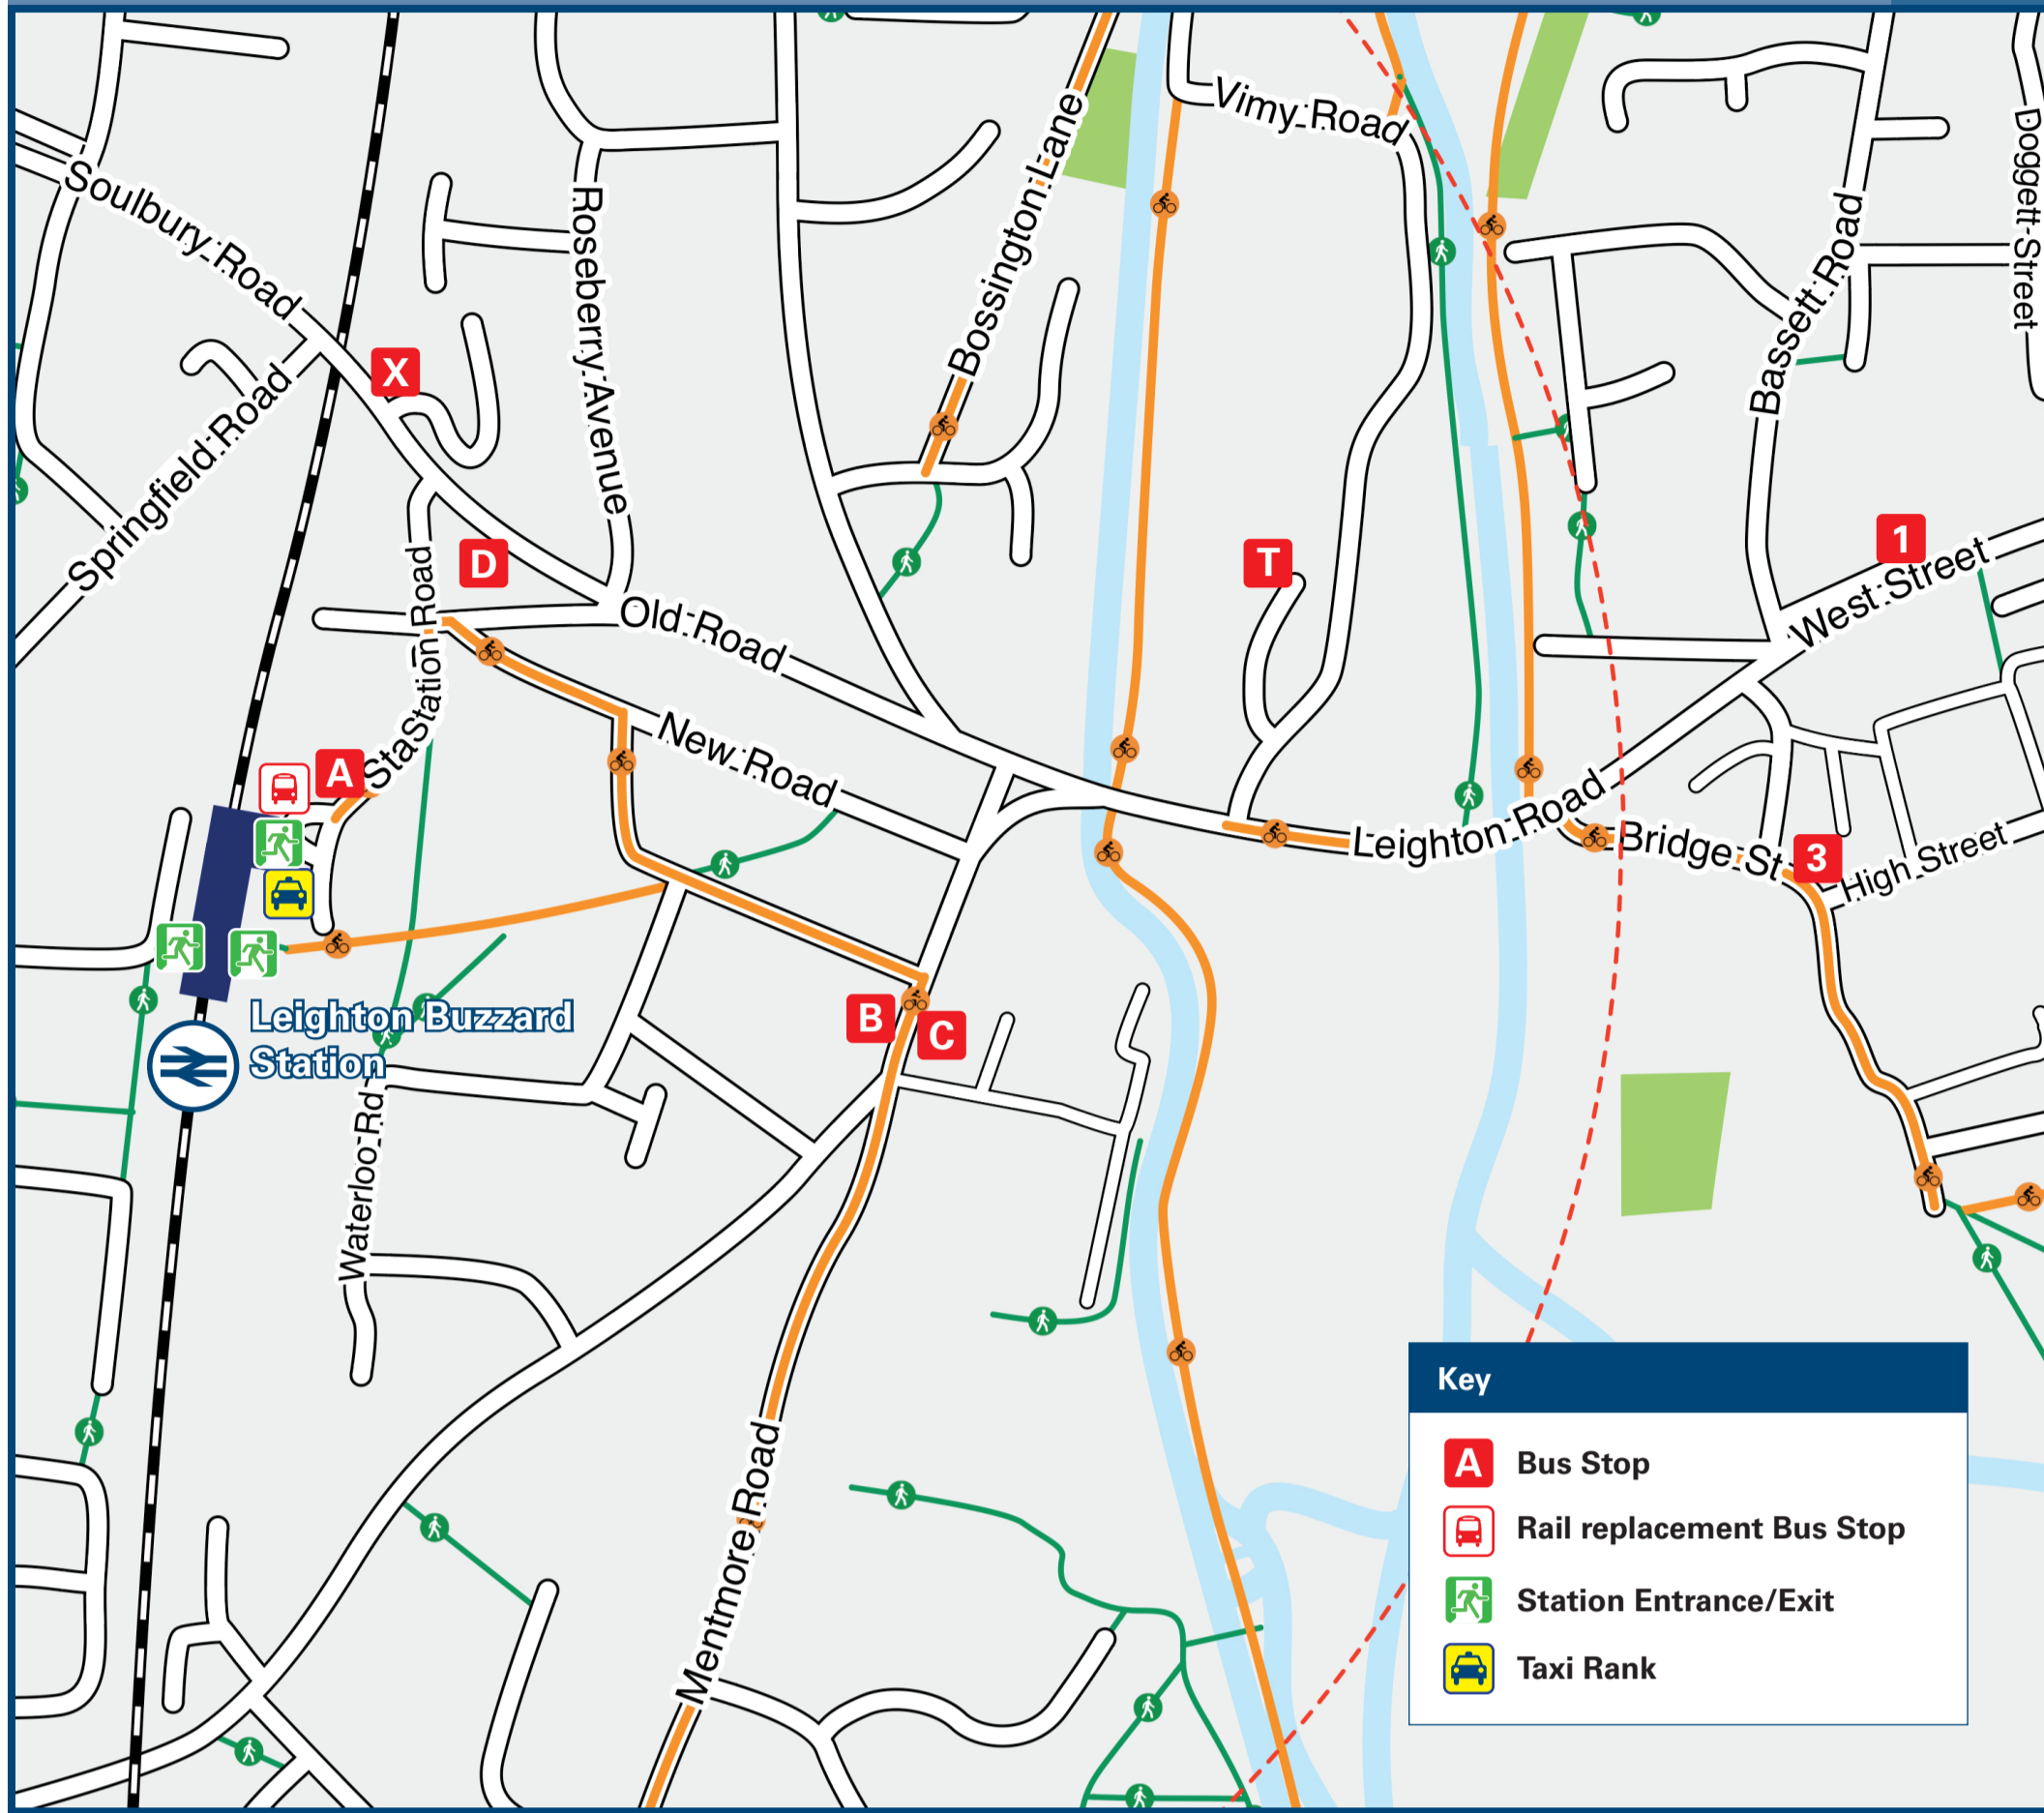 Vimy Road
Bossington Lane
Doggett Street
Soulbury Road
Roseberry Avenue
Bassett Road
X
Springfield Road
1
D
T
West Street
Station Road
Old Road
Sta
New Road
A
Leighton Road
Bridge St
3
High Street
B
C
Leighton Buzzard
Station
Waterloo Rd
Mentmore Road
Key
A
Bus Stop
Rail replacement Bus Stop
Station Entrance/Exit
Taxi Rank